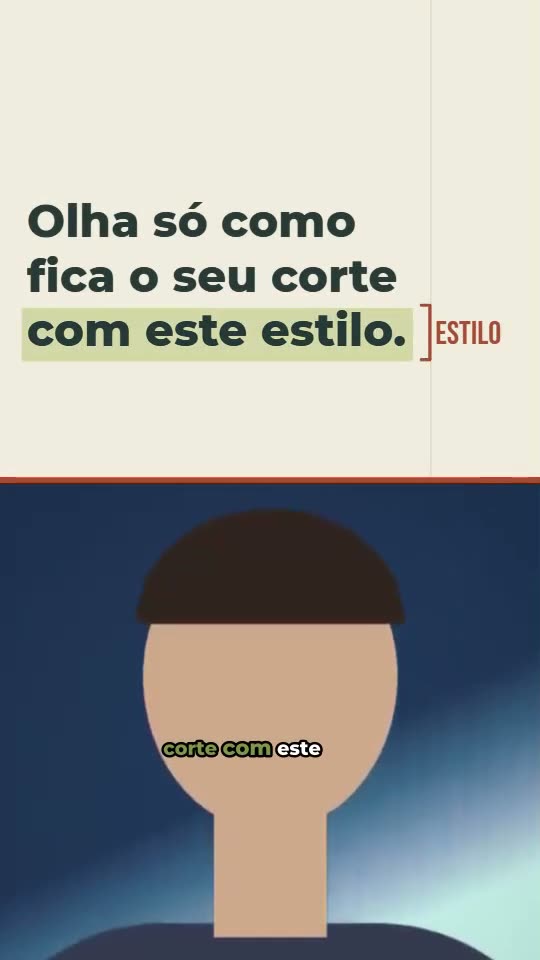 Olha só como
fica o seu corte
com este estilo.
ESTILO
corte com este